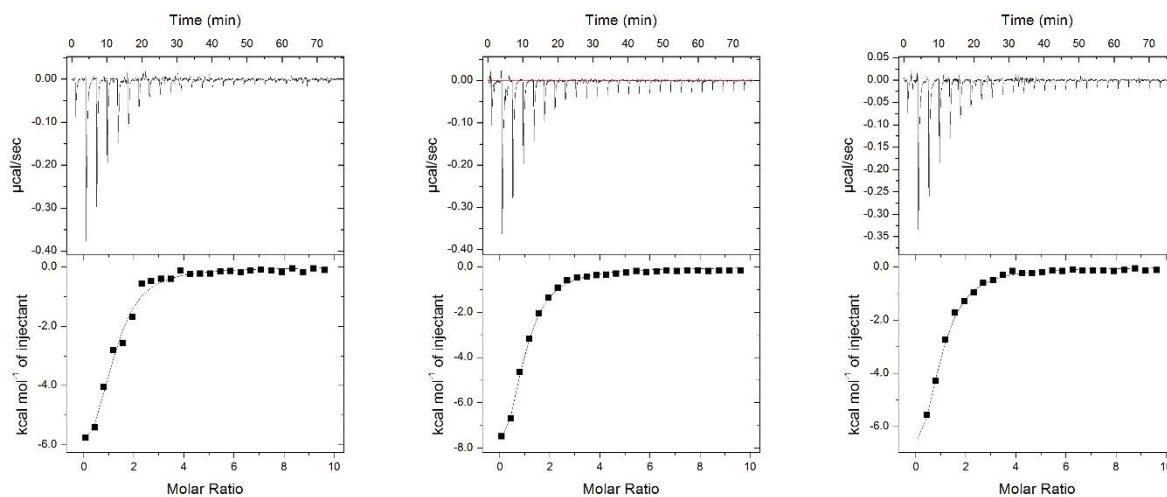 Time (min)
0 10 20 30 40 50 60 70
0.00
-0.10
-0.20
-0.30
-0.40
µcal/sec
0.0
-2.0
-4.0
-6.0
kcal mol⁻¹ of injectant
0 2 4 6 8 10
Molar Ratio
Time (min)
0 10 20 30 40 50 60 70
0.00
-0.10
-0.20
-0.30
-0.40
µcal/sec
0.0
-2.0
-4.0
-6.0
-8.0
kcal mol⁻¹ of injectant
0 2 4 6 8 10
Molar Ratio
Time (min)
0 10 20 30 40 50 60 70
0.05
0.00
-0.05
-0.10
-0.15
-0.20
-0.25
-0.30
-0.35
µcal/sec
0.0
-2.0
-4.0
-6.0
kcal mol⁻¹ of injectant
0 2 4 6 8 10
Molar Ratio